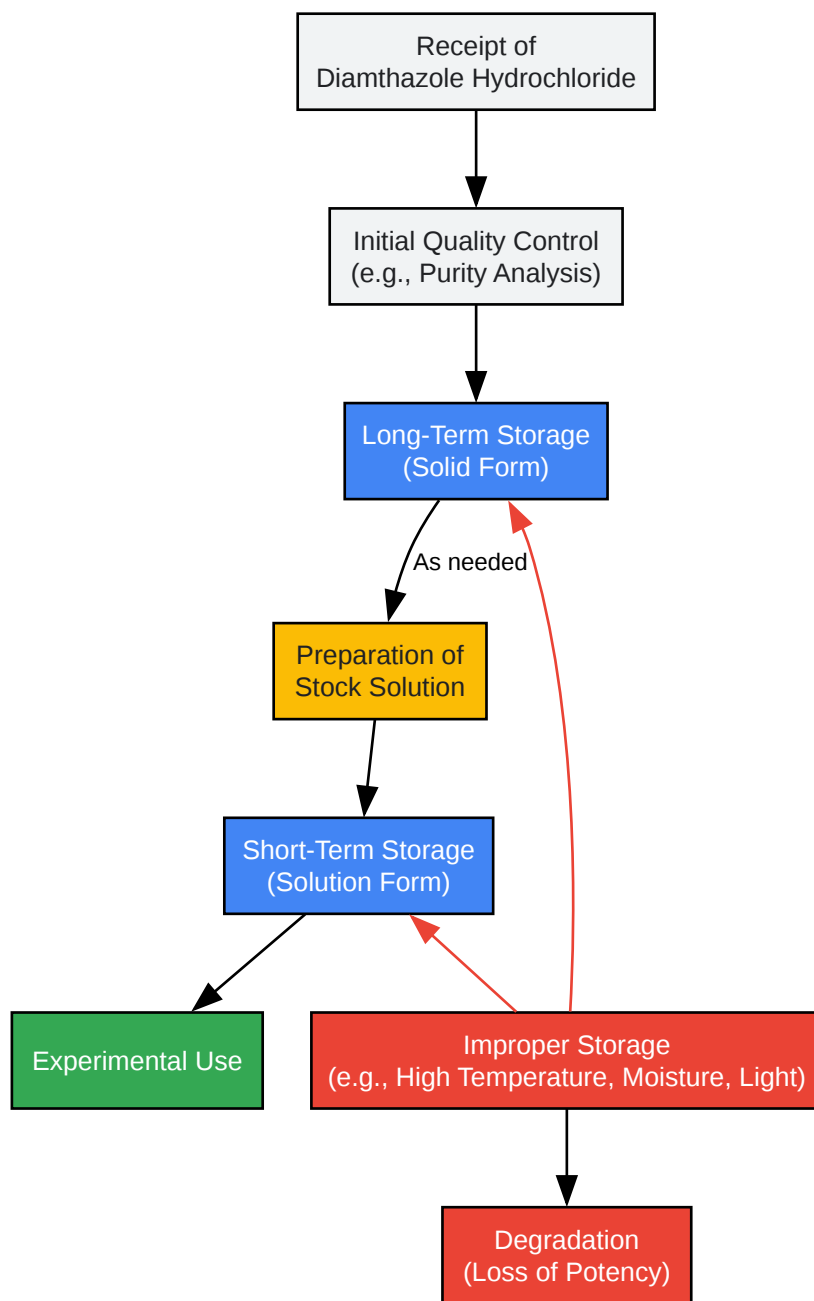 Receipt of
Diamthazole Hydrochloride
Initial Quality Control
(e.g., Purity Analysis)
Long-Term Storage
(Solid Form)
As needed
Preparation of
Stock Solution
Short-Term Storage
(Solution Form)
Experimental Use
Improper Storage
(e.g., High Temperature, Moisture, Light)
Degradation
(Loss of Potency)